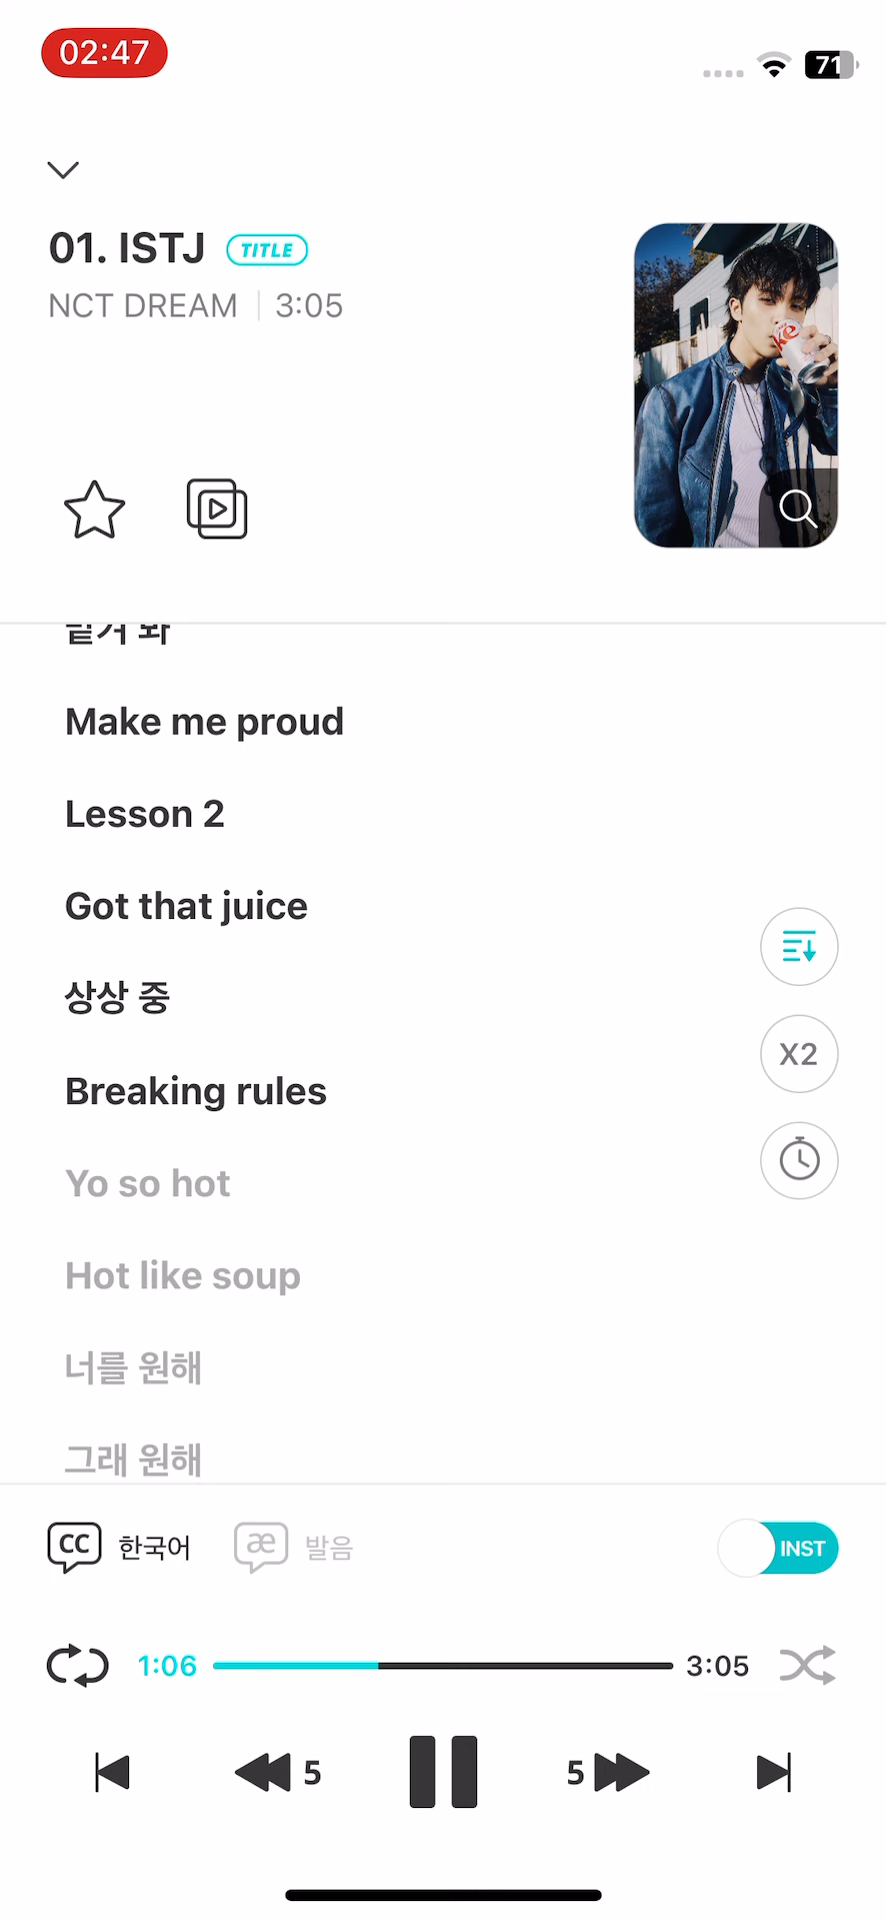 02:47
71
01. ISTJ TITLE
NCT DREAM 3:05
Make me proud
Lesson 2
Got that juice
상상 중
X2
Breaking rules
Yo so hot
Hot like soup
너를 원해
그래 원해
CC 한국어 æ 발음 INST
1:06 3:05
5 5